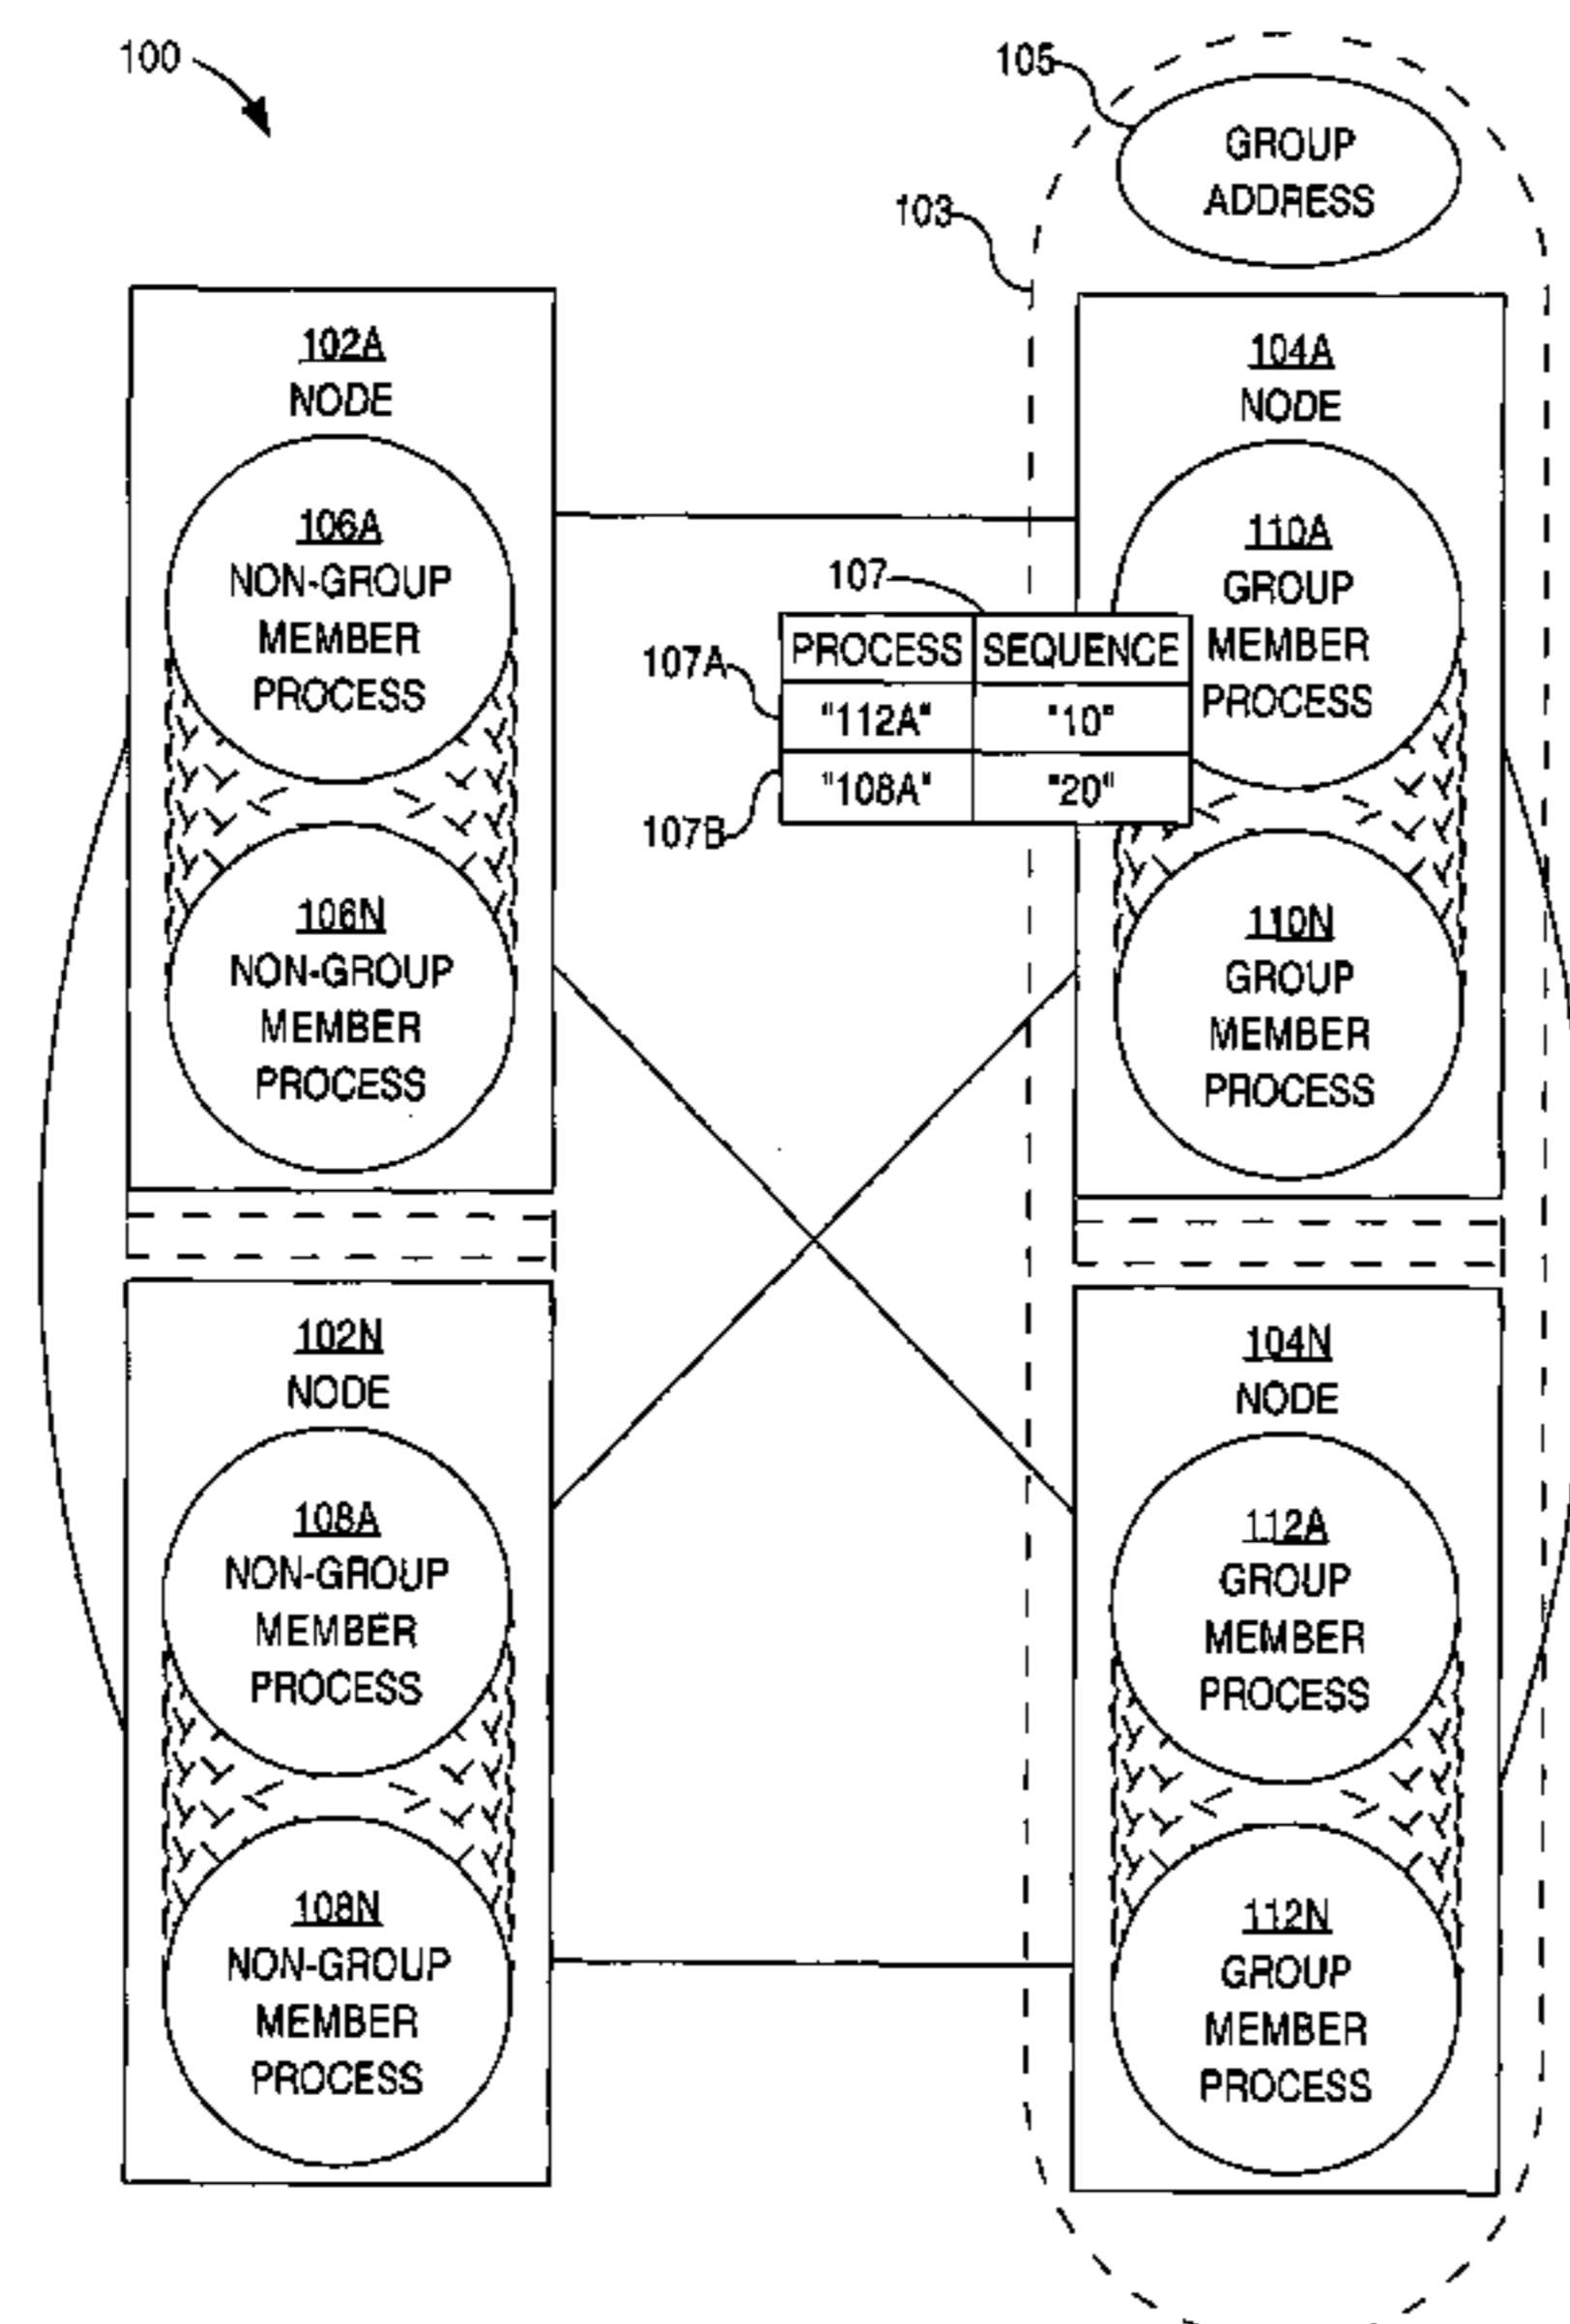 100
105
GROUP
ADDRESS
103
102A
NODE
106A
NON-GROUP
MEMBER
PROCESS
106N
NON-GROUP
MEMBER
PROCESS
104A
NODE
110A
GROUP
MEMBER
PROCESS
107
PROCESS SEQUENCE
107A
"112A" "10"
"108A" "20"
107B
110N
GROUP
MEMBER
PROCESS
102N
NODE
108A
NON-GROUP
MEMBER
PROCESS
108N
NON-GROUP
MEMBER
PROCESS
104N
NODE
112A
GROUP
MEMBER
PROCESS
112N
GROUP
MEMBER
PROCESS